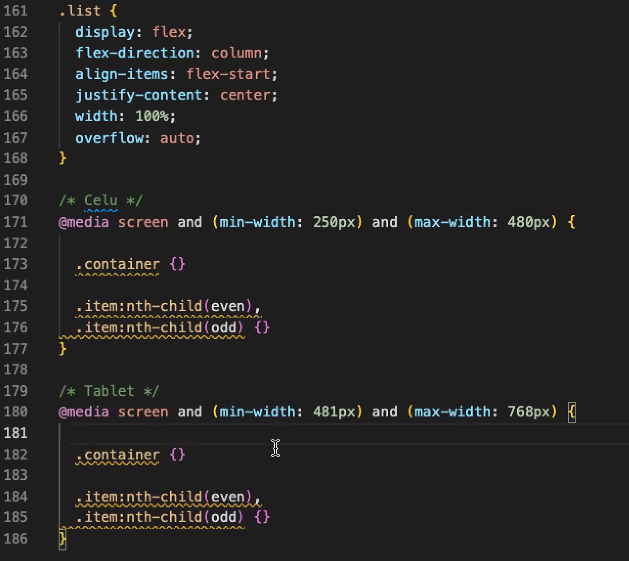 161 .list {
162 display: flex;
163 flex-direction: column;
164 align-items: flex-start;
165 justify-content: center;
166 width: 100%;
167 overflow: auto;
168 }
169
170 /* Celu */
171 @media screen and (min-width: 250px) and (max-width: 480px) {
172
173 .container {}
174
175 .item:nth-child(even),
176 .item:nth-child(odd) {}
177 }
178
179 /* Tablet */
180 @media screen and (min-width: 481px) and (max-width: 768px) {
181
182 .container {}
183
184 .item:nth-child(even),
185 .item:nth-child(odd) {}
186 }